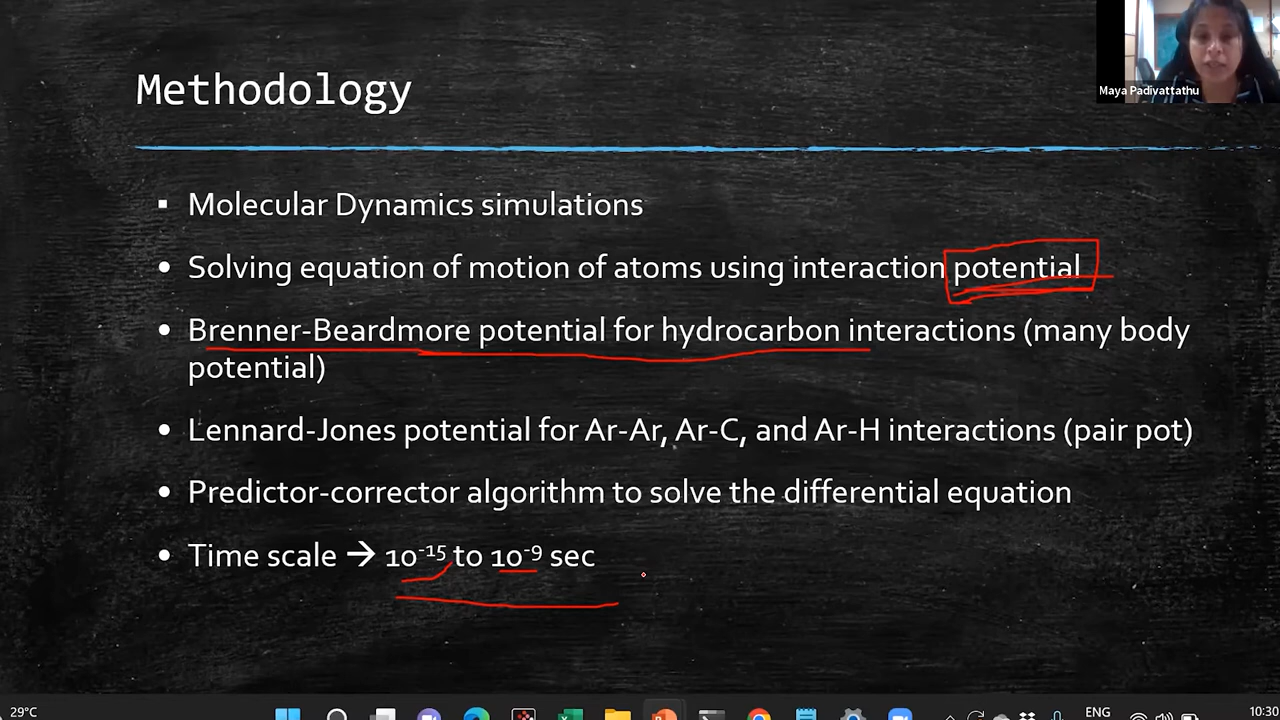 Maya Padivattathu
Methodology
Molecular Dynamics simulations
Solving equation of motion of atoms using interaction potential
Brenner-Beardmore potential for hydrocarbon interactions (many body
potential)
Lennard-Jones potential for Ar-Ar, Ar-C, and Ar-H interactions (pair pot)
Predictor-corrector algorithm to solve the differential equation
Time scale → 10⁻¹⁵ to 10⁻⁹ sec
29°C
ENG
10:30